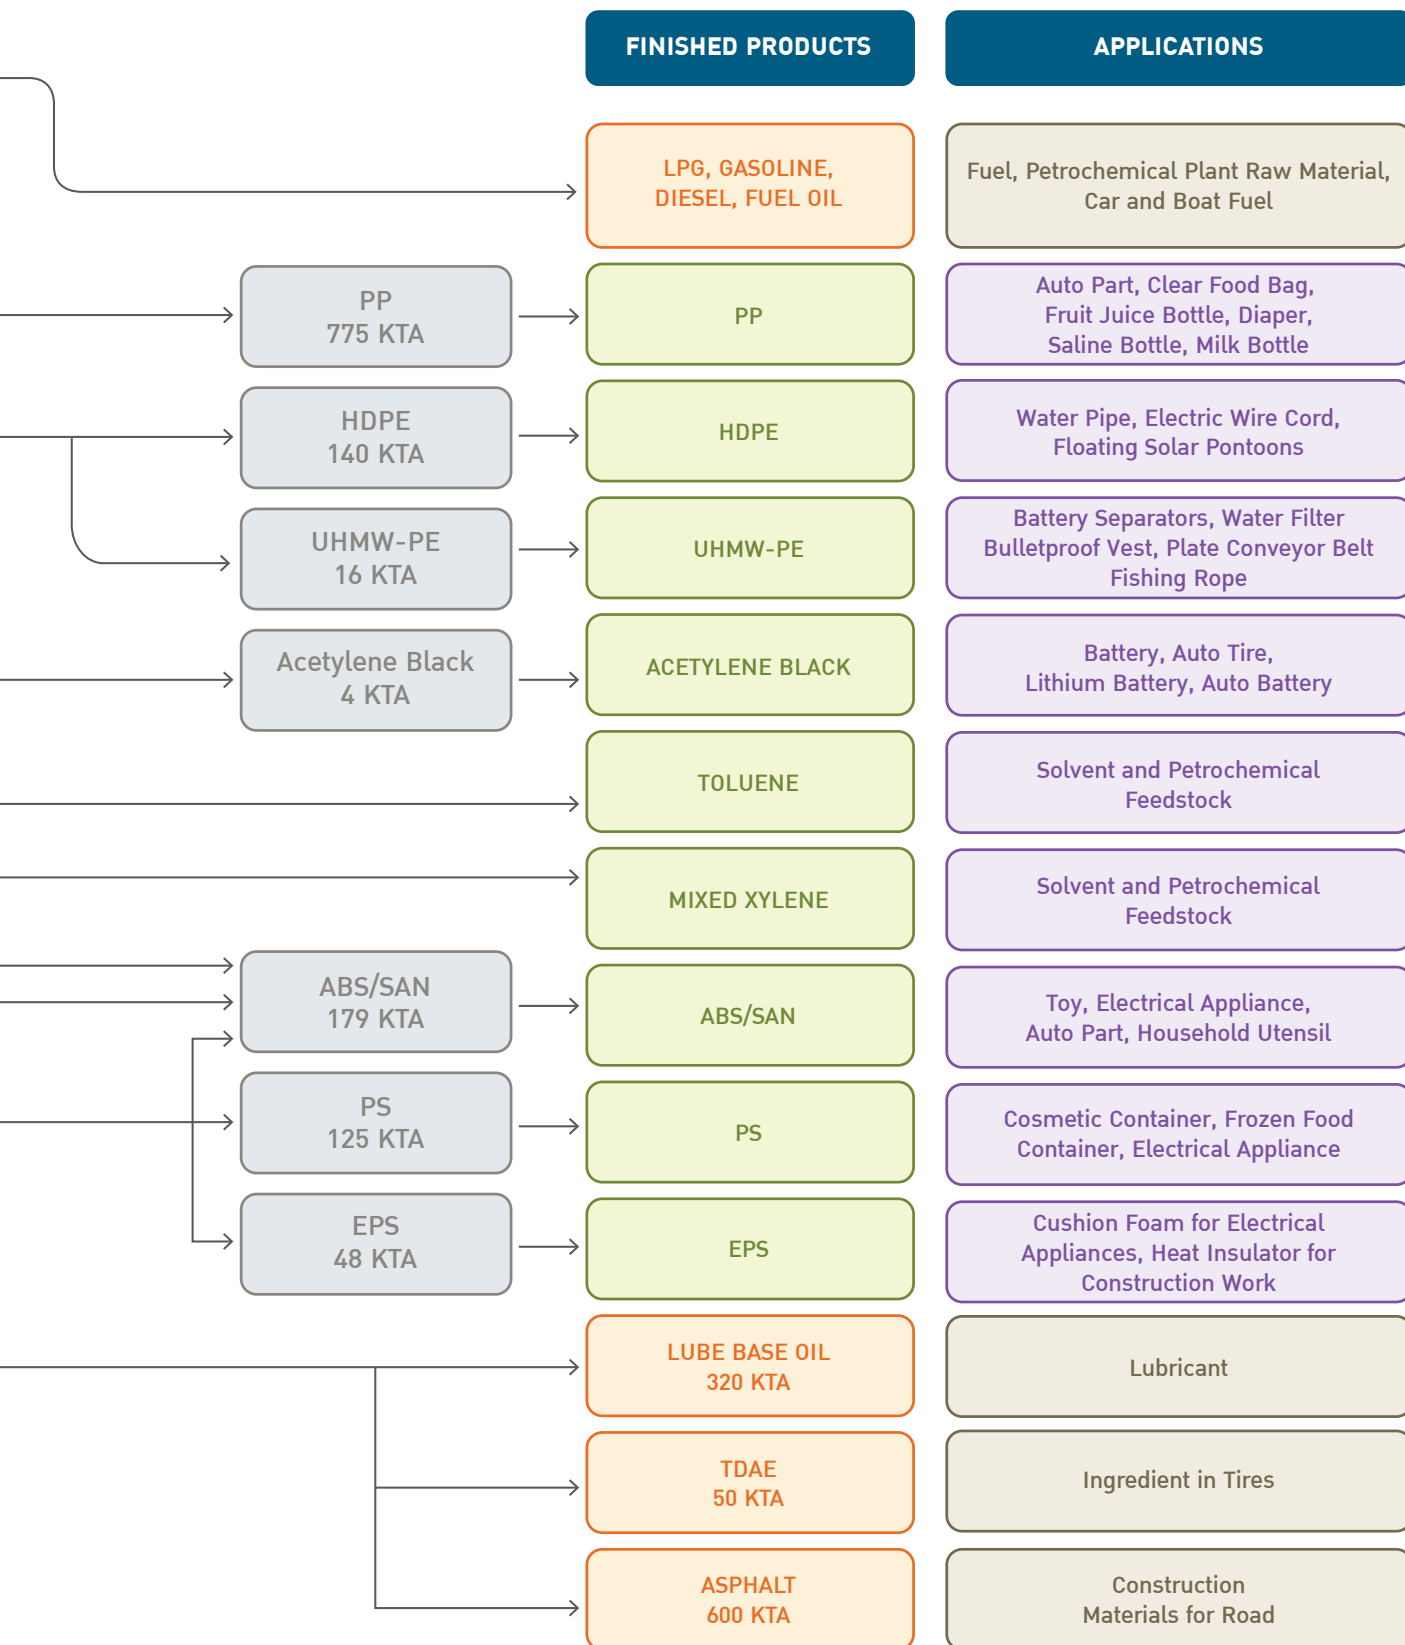 FINISHED PRODUCTS
APPLICATIONS
LPG, GASOLINE,
DIESEL, FUEL OIL
Fuel, Petrochemical Plant Raw Material,
Car and Boat Fuel
PP
775 KTA
PP
Auto Part, Clear Food Bag,
Fruit Juice Bottle, Diaper,
Saline Bottle, Milk Bottle
HDPE
140 KTA
HDPE
Water Pipe, Electric Wire Cord,
Floating Solar Pontoons
UHMW-PE
16 KTA
UHMW-PE
Battery Separators, Water Filter
Bulletproof Vest, Plate Conveyor Belt
Fishing Rope
Acetylene Black
4 KTA
ACETYLENE BLACK
Battery, Auto Tire,
Lithium Battery, Auto Battery
TOLUENE
Solvent and Petrochemical
Feedstock
MIXED XYLENE
Solvent and Petrochemical
Feedstock
ABS/SAN
179 KTA
ABS/SAN
Toy, Electrical Appliance,
Auto Part, Household Utensil
PS
125 KTA
PS
Cosmetic Container, Frozen Food
Container, Electrical Appliance
EPS
48 KTA
EPS
Cushion Foam for Electrical
Appliances, Heat Insulator for
Construction Work
LUBE BASE OIL
320 KTA
Lubricant
TDAE
50 KTA
Ingredient in Tires
ASPHALT
600 KTA
Construction
Materials for Road